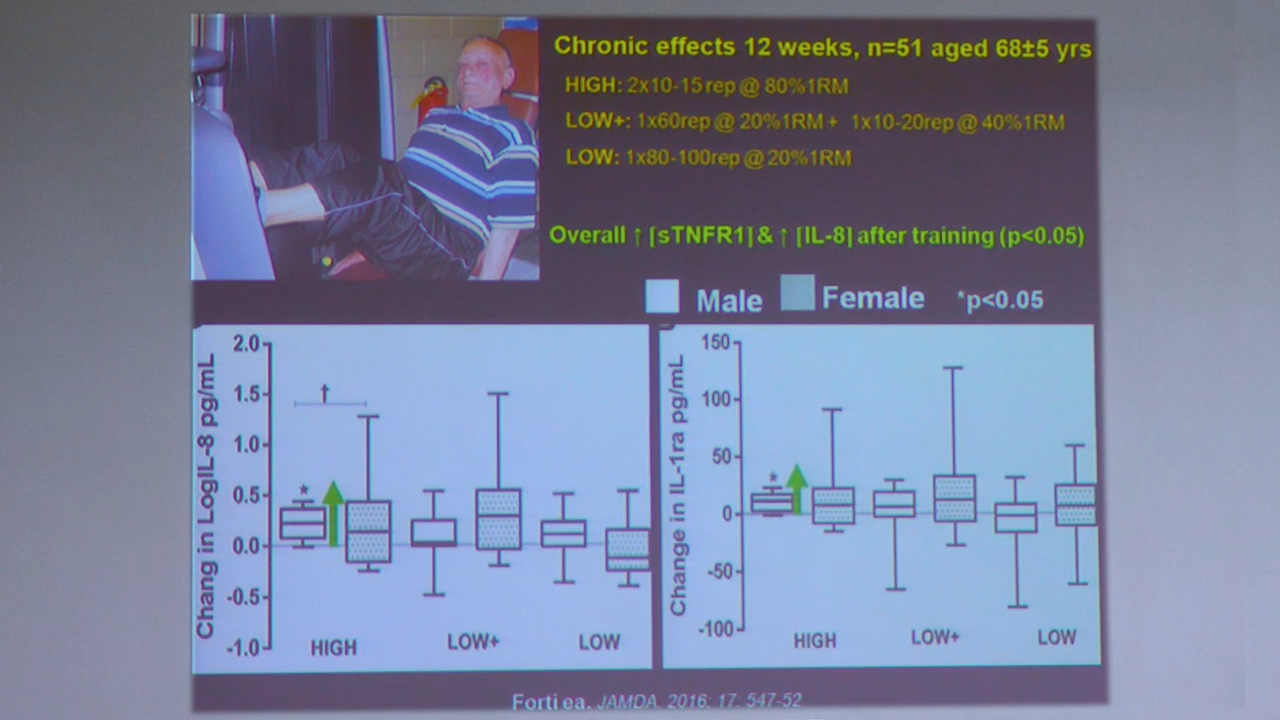 Chronic effects 12 weeks, n=51 aged 68±5 yrs
HIGH: 2x10-15rep @ 80%1RM
LOW+: 1x60rep @ 20%1RM + 1x10-20rep @ 40%1RM
LOW: 1x80-100rep @ 20%1RM
Overall ↑ [sTNFR1] & ↑ [IL-8] after training (p<0.05)
Male Female *p<0.05
Chang in LogIL-8 pg/mL
2.0
1.5
1.0
0.5
0.0
-0.5
-1.0
†
*
HIGH LOW+ LOW
Change in IL-1ra pg/mL
150
100
50
0
-50
-100
*
HIGH LOW+ LOW
Forti ea. JAMDA. 2016; 17: 547-52